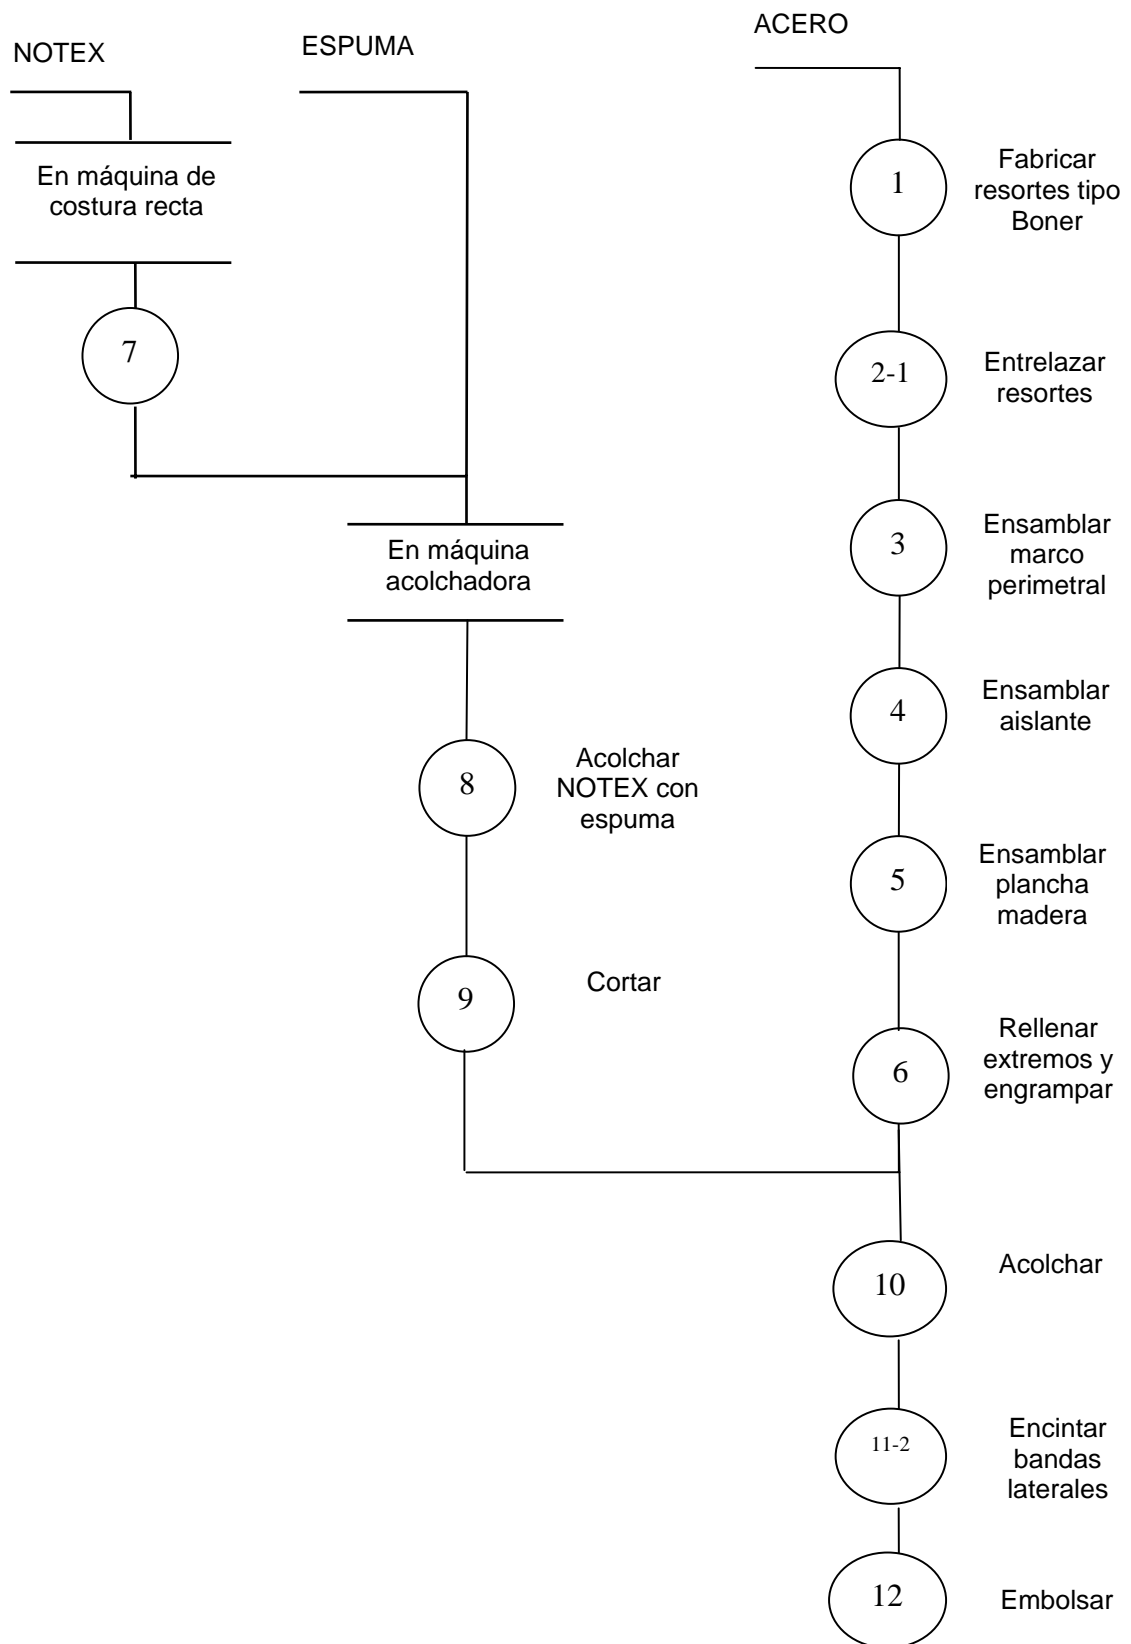 NOTEX
ESPUMA
ACERO
En máquina de
costura recta
7
1
Fabricar
resortes tipo
Boner
2-1
Entrelazar
resortes
En máquina
acolchadora
3
Ensamblar
marco
perimetral
4
Ensamblar
aislante
8
Acolchar
NOTEX con
espuma
5
Ensamblar
plancha
madera
9
Cortar
6
Rellenar
extremos y
engrampar
10
Acolchar
11-2
Encintar
bandas
laterales
12
Embolsar